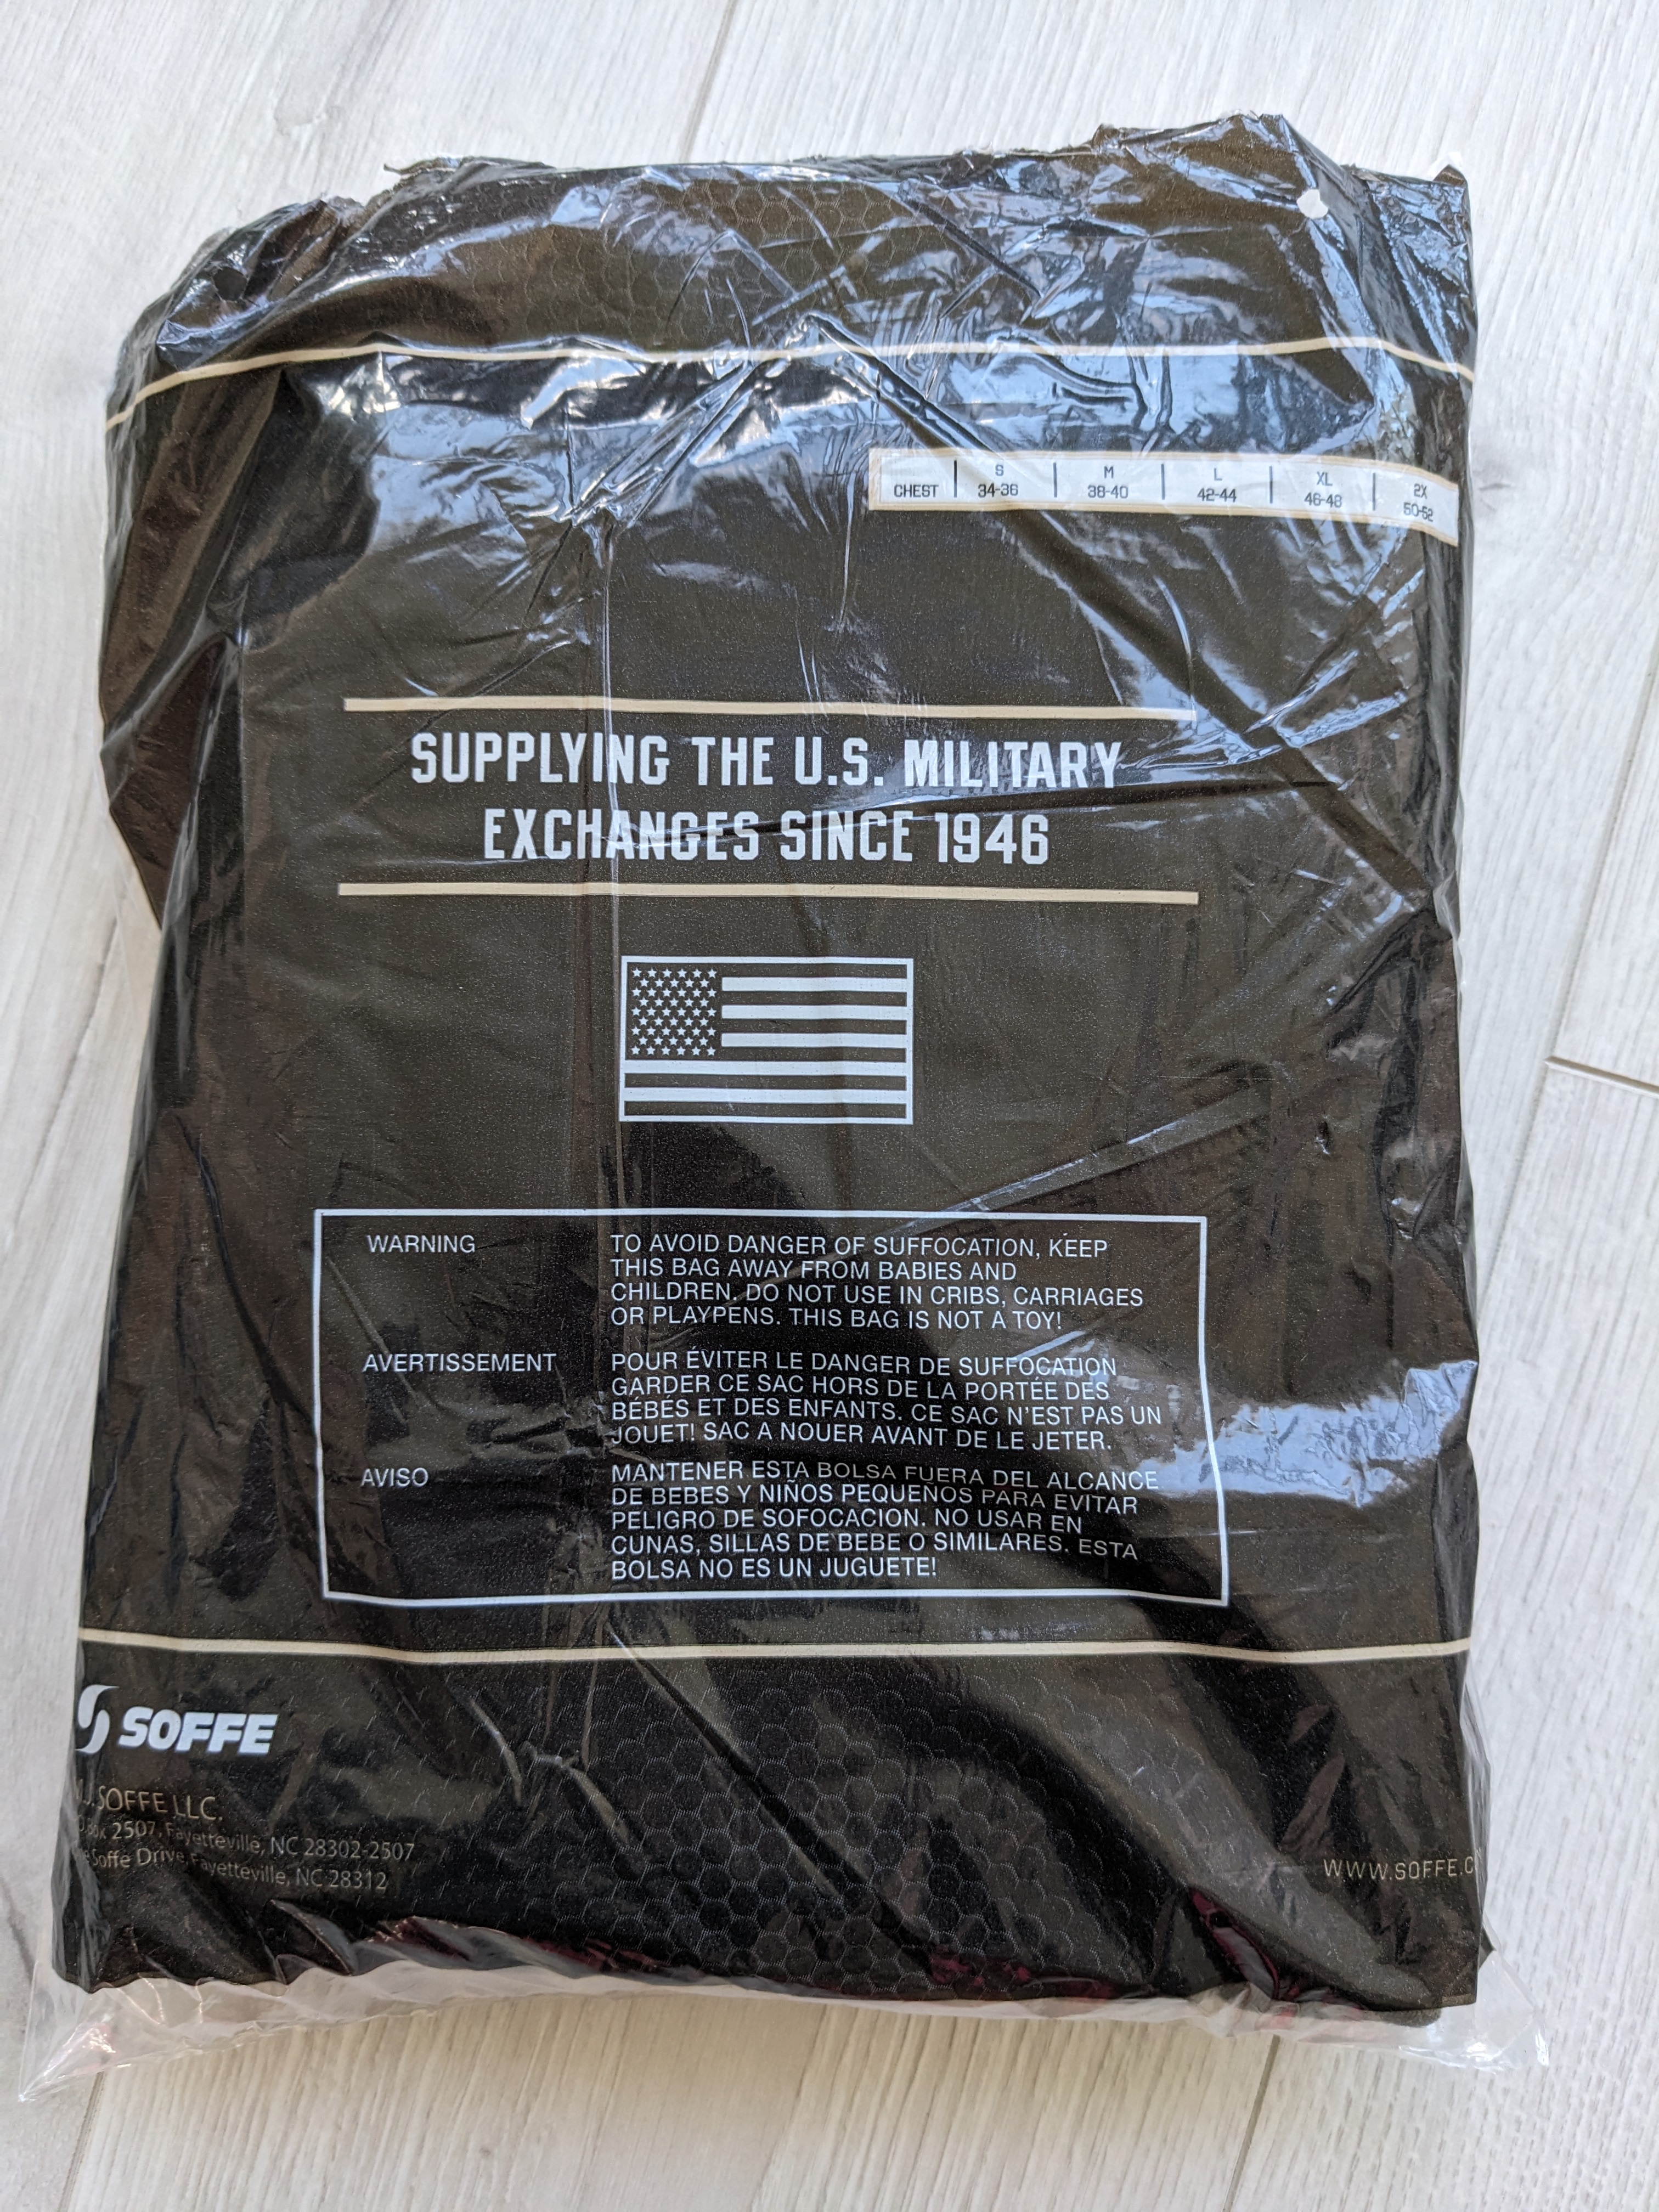 CHEST S M L XL 2X
34-36 38-40 42-44 46-48 50-52
SUPPLYING THE U.S. MILITARY
EXCHANGES SINCE 1946
WARNING TO AVOID DANGER OF SUFFOCATION, KEEP
THIS BAG AWAY FROM BABIES AND
CHILDREN. DO NOT USE IN CRIBS, CARRIAGES
OR PLAYPENS. THIS BAG IS NOT A TOY!
AVERTISSEMENT POUR ÉVITER LE DANGER DE SUFFOCATION
GARDER CE SAC HORS DE LA PORTÉE DES
BÉBÉS ET DES ENFANTS. CE SAC N'EST PAS UN
JOUET! SAC A NOUER AVANT DE LE JETER.
AVISO MANTENER ESTA BOLSA FUERA DEL ALCANCE
DE BEBES Y NIÑOS PEQUEÑOS PARA EVITAR
PELIGRO DE SOFOCACION. NO USAR EN
CUNAS, SILLAS DE BEBE O SIMILARES. ESTA
BOLSA NO ES UN JUGUETE!
SOFFE
SOFFE LLC.
2507, Fayetteville, NC 28302-2507
Soffe Drive, Fayetteville, NC 28312
WWW.SOFFE.C